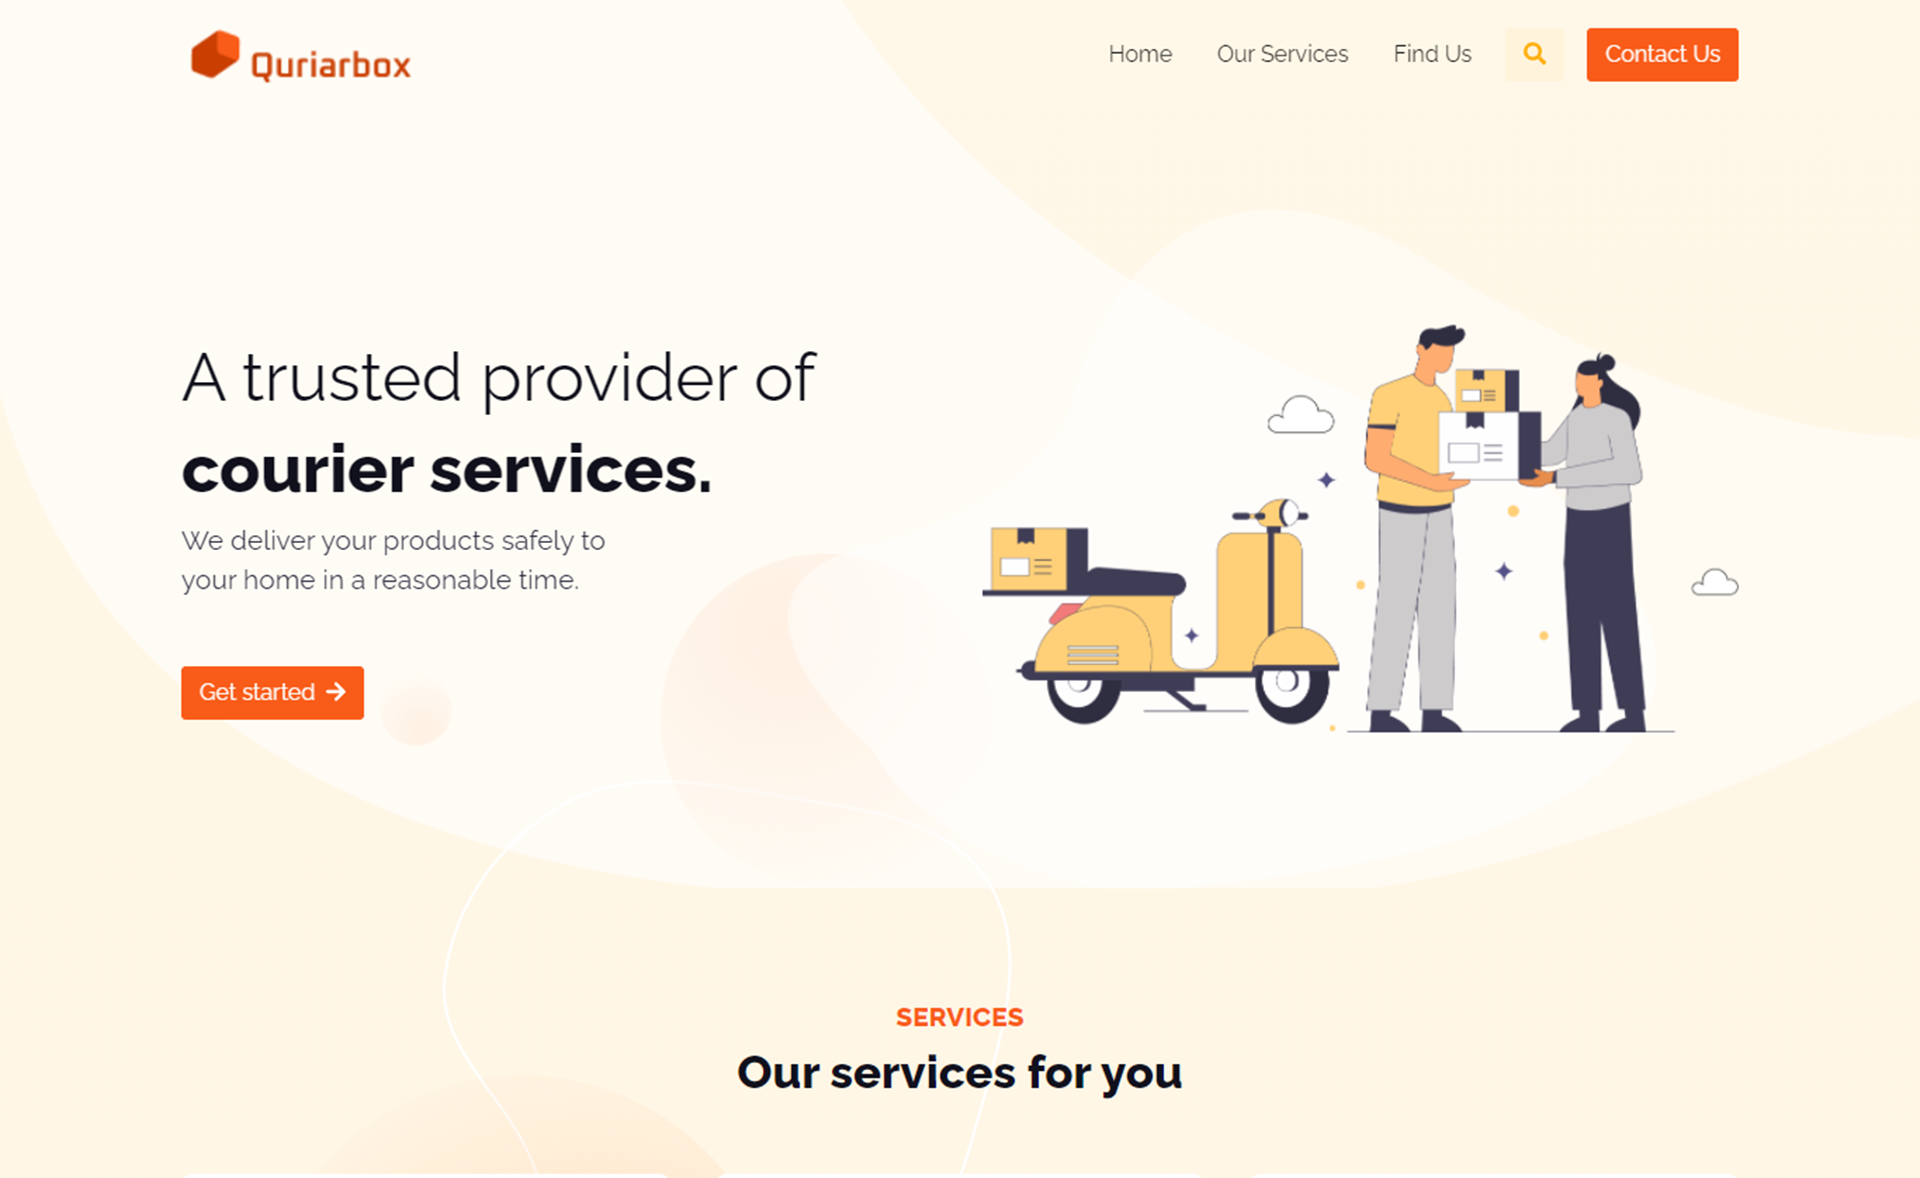 Quriarbox
Home
Our Services
Find Us
Contact Us
A trusted provider of
courier services.
We deliver your products safely to
your home in a reasonable time.
Get started
SERVICES
Our services for you